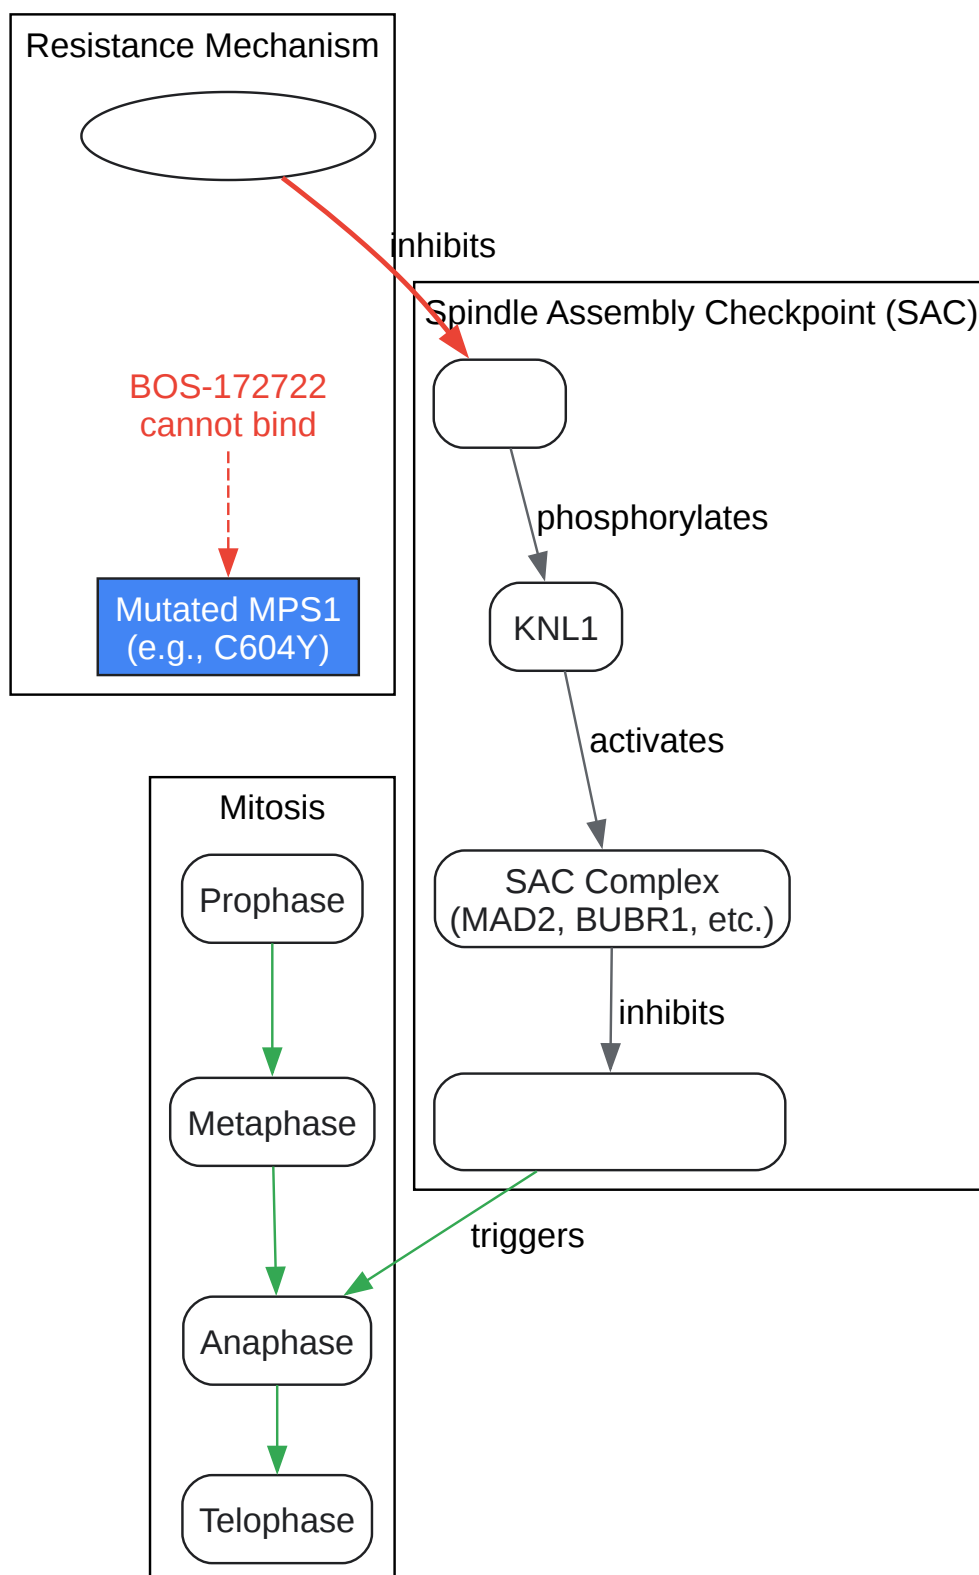 Resistance Mechanism
inhibits
BOS-172722
cannot bind
Mutated MPS1
(e.g., C604Y)
Spindle Assembly Checkpoint (SAC)
phosphorylates
KNL1
activates
SAC Complex
(MAD2, BUBR1, etc.)
inhibits
triggers
Mitosis
Prophase
Metaphase
Anaphase
Telophase